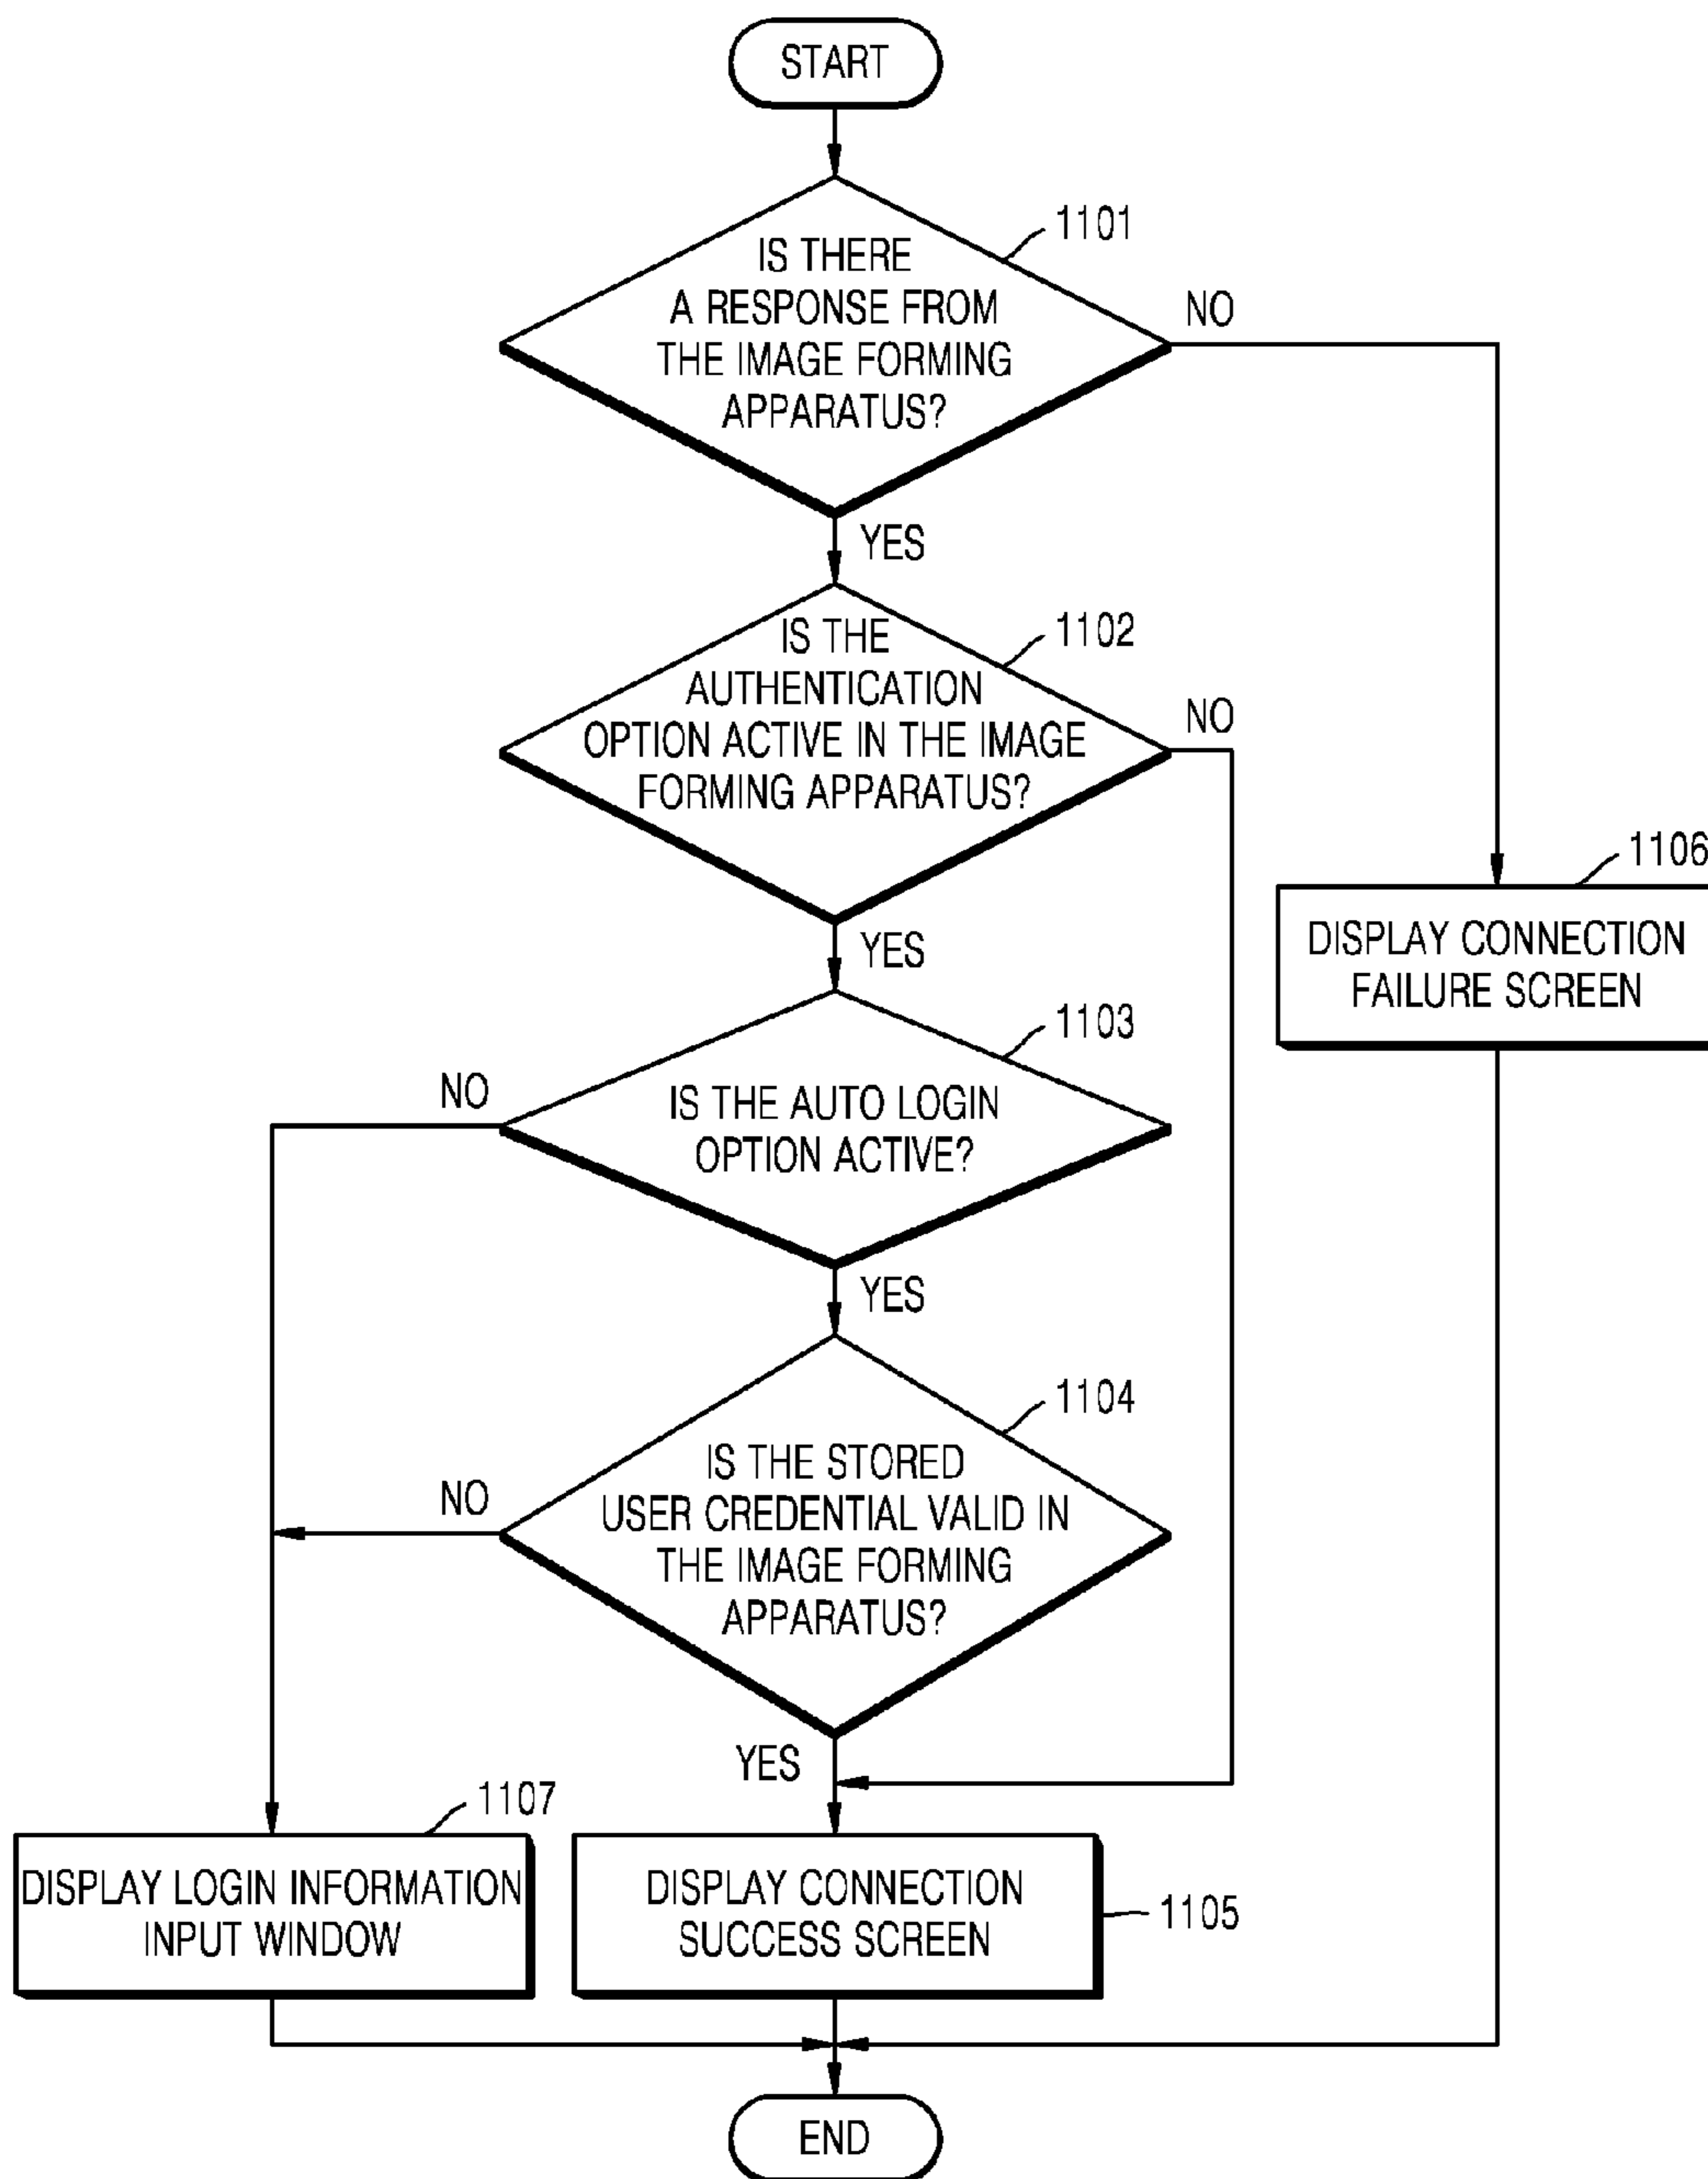 START
1101
IS THERE
A RESPONSE FROM
THE IMAGE FORMING
APPARATUS?
NO
YES
1102
IS THE
AUTHENTICATION
OPTION ACTIVE IN THE IMAGE
FORMING APPARATUS?
NO
YES
1106
DISPLAY CONNECTION
FAILURE SCREEN
1103
IS THE AUTO LOGIN
OPTION ACTIVE?
NO
YES
1104
IS THE STORED
USER CREDENTIAL VALID IN
THE IMAGE FORMING
APPARATUS?
NO
YES
1107
DISPLAY LOGIN INFORMATION
INPUT WINDOW
DISPLAY CONNECTION
SUCCESS SCREEN
1105
END